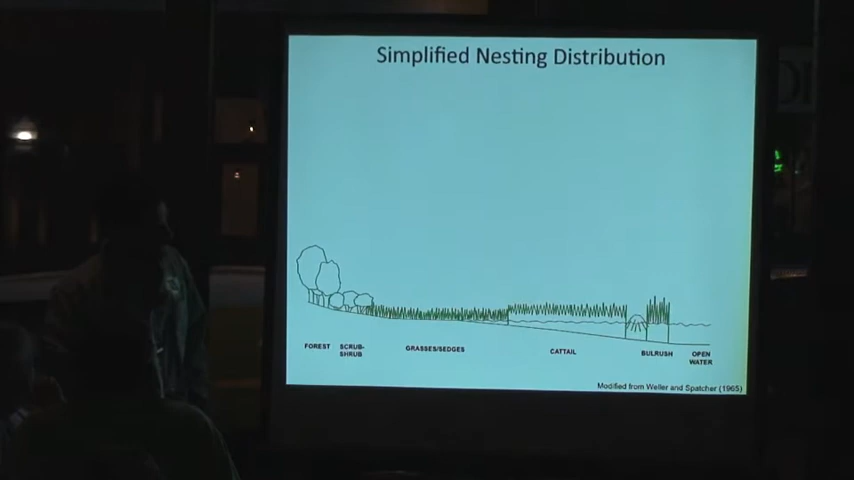 Simplified Nesting Distribution
FOREST
SCRUB-
SHRUB
GRASSES/SEDGES
CATTAIL
BULRUSH
OPEN
WATER
Modified from Weller and Spatcher (1965)